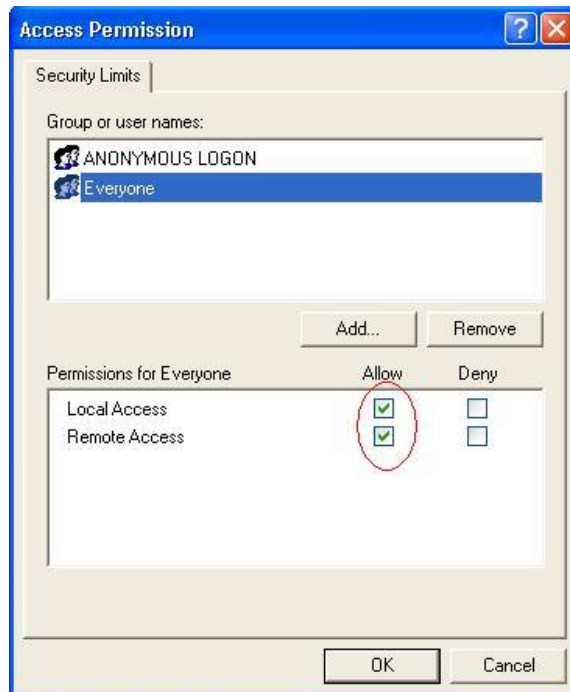 Access Permission
Security Limits
Group or user names:
ANONYMOUS LOGON
Everyone
Add... Remove
Permissions for Everyone Allow Deny
Local Access
Remote Access
OK Cancel